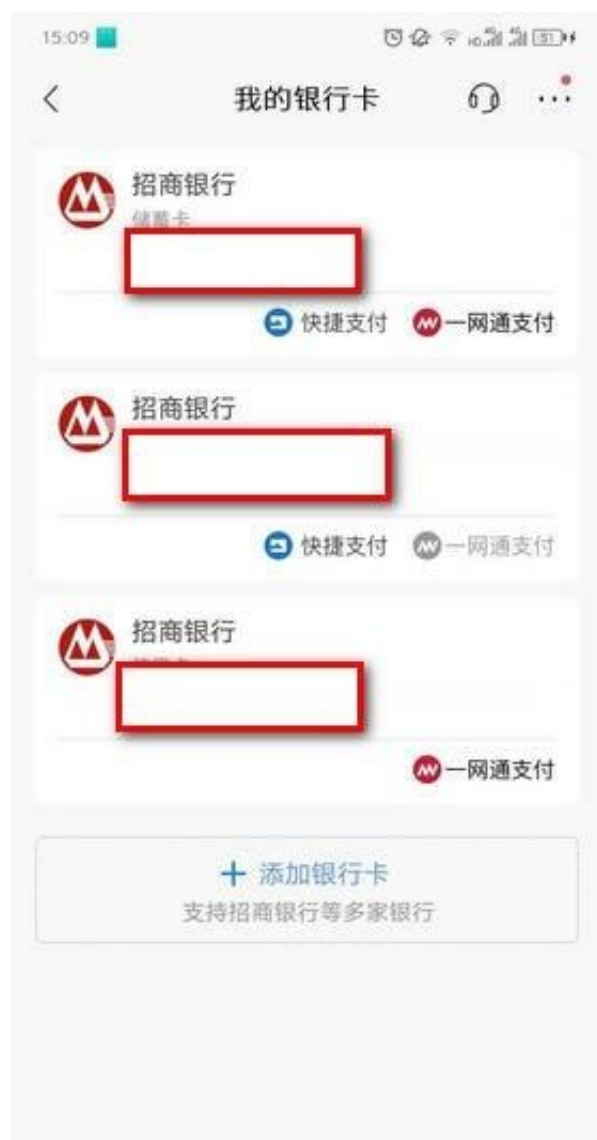 15:09
我的银行卡
招商银行
储蓄卡
快捷支付 一网通支付
招商银行
快捷支付 一网通支付
招商银行
一网通支付
+ 添加银行卡
支持招商银行等多家银行